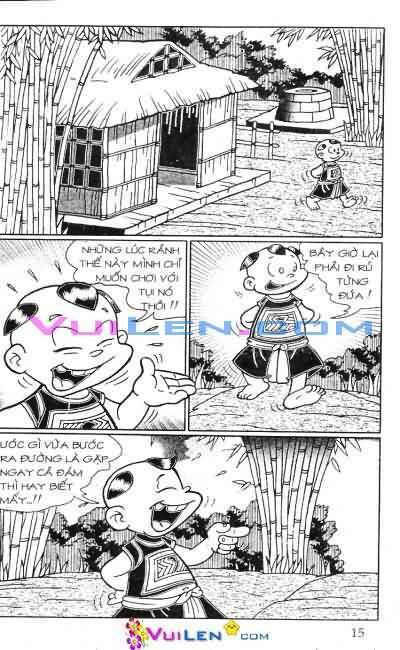 NHỮNG LÚC RẢNH
THẾ NÀY MÌNH CHỈ
MUỐN CHƠI VỚI
TỤI NÓ
THÔI !!
BÂY GIỜ LẠI
PHẢI ĐI RỦ
TỪNG
ĐỨA !
VUILEN.COM
ƯỚC GÌ VỪA BƯỚC
RA ĐƯỜNG LÀ GẶP
NGAY CẢ ĐÁM
THÌ HAY BIẾT
MẤY...!!
VUILEN.COM
15